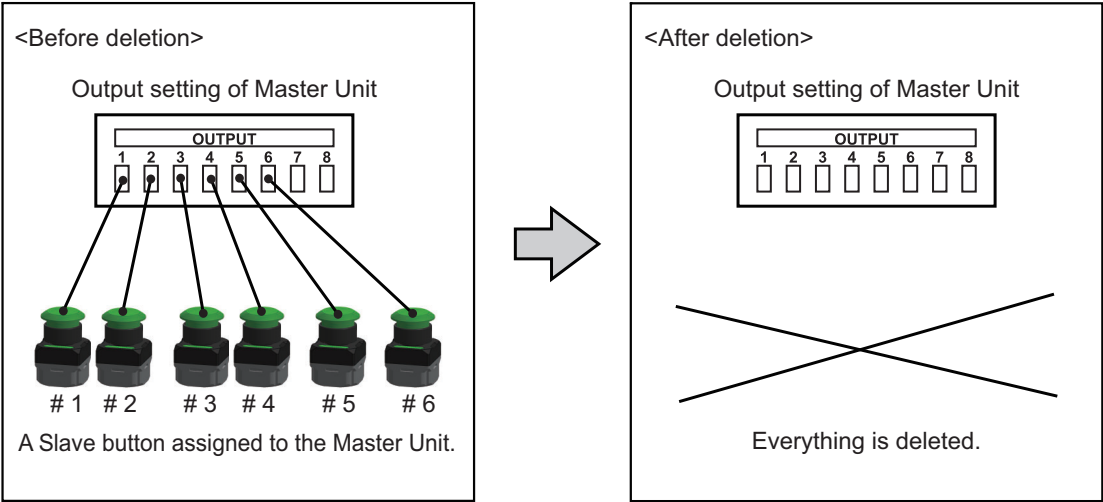 <Before deletion>
Output setting of Master Unit
OUTPUT
1 2 3 4 5 6 7 8
# 1 # 2 # 3 # 4 # 5 # 6
A Slave button assigned to the Master Unit.
<After deletion>
Output setting of Master Unit
OUTPUT
1 2 3 4 5 6 7 8
Everything is deleted.